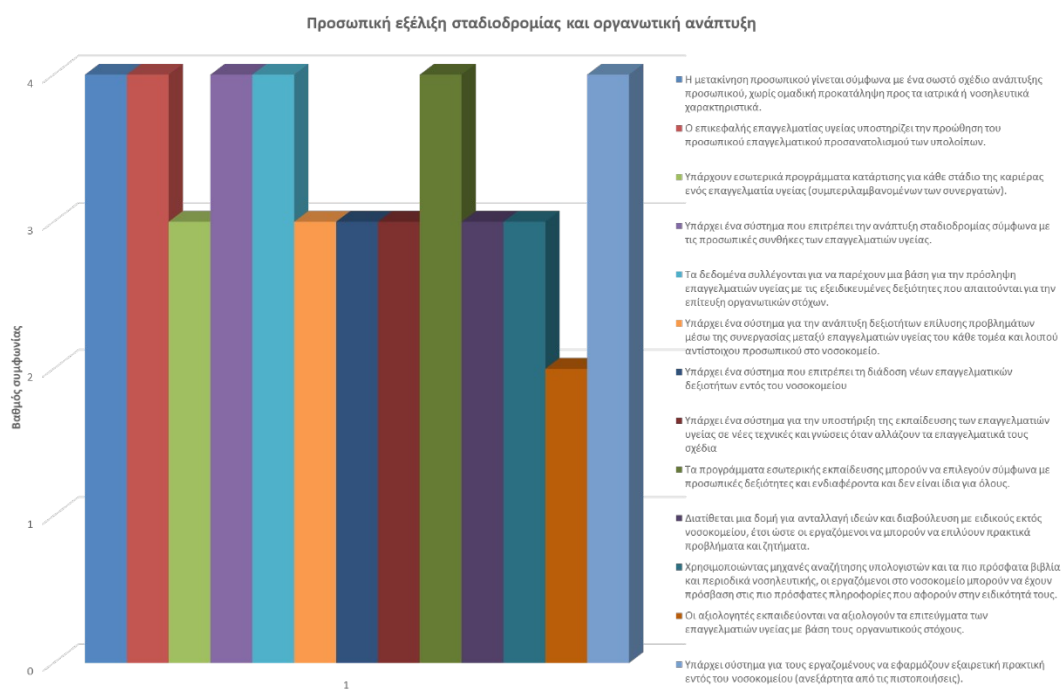 Προσωπική εξέλιξη σταδιοδρομίας και οργανωτική ανάπτυξη
Βαθμός συμφωνίας
4
3
2
1
0
1
Η μετακίνηση προσωπικού γίνεται σύμφωνα με ένα σωστό σχέδιο ανάπτυξης
προσωπικού, χωρίς ομαδική προκατάληψη προς τα ιατρικά ή νοσηλευτικά
χαρακτηριστικά.
Ο επικεφαλής επαγγελματίας υγείας υποστηρίζει την προώθηση του
προσωπικού επαγγελματικού προσανατολισμού των υπολοίπων.
Υπάρχουν εσωτερικά προγράμματα κατάρτισης για κάθε στάδιο της καριέρας
ενός επαγγελματία υγείας (συμπεριλαμβανομένων των συνεργατών).
Υπάρχει ένα σύστημα που επιτρέπει την ανάπτυξη σταδιοδρομίας σύμφωνα με
τις προσωπικές συνθήκες των επαγγελματιών υγείας.
Τα δεδομένα συλλέγονται για να παρέχουν μια βάση για την πρόσληψη
επαγγελματιών υγείας με τις εξειδικευμένες δεξιότητες που απαιτούνται για την
επίτευξη οργανωτικών στόχων.
Υπάρχει ένα σύστημα για την ανάπτυξη δεξιοτήτων επίλυσης προβλημάτων
μέσω της συνεργασίας μεταξύ επαγγελματιών υγείας του κάθε τομέα και λοιπού
αντίστοιχου προσωπικού στο νοσοκομείο.
Υπάρχει ένα σύστημα που επιτρέπει τη διάδοση νέων επαγγελματικών
δεξιοτήτων εντός του νοσοκομείου
Υπάρχει ένα σύστημα για την υποστήριξη της εκπαίδευσης των επαγγελματιών
υγείας σε νέες τεχνικές και γνώσεις όταν αλλάζουν τα επαγγελματικά τους
σχέδια
Τα προγράμματα εσωτερικής εκπαίδευσης μπορούν να επιλεγούν σύμφωνα με
προσωπικές δεξιότητες και ενδιαφέροντα και δεν είναι ίδια για όλους.
Διατίθεται μια δομή για ανταλλαγή ιδεών και διαβούλευση με ειδικούς εκτός
νοσοκομείου, έτσι ώστε οι εργαζόμενοι να μπορούν να επιλύουν πρακτικά
προβλήματα και ζητήματα.
Χρησιμοποιώντας μηχανές αναζήτησης υπολογιστών και τα πιο πρόσφατα βιβλία
και περιοδικά νοσηλευτικής, οι εργαζόμενοι στο νοσοκομείο μπορούν να έχουν
πρόσβαση στις πιο πρόσφατες πληροφορίες που αφορούν στην ειδικότητά τους.
Οι αξιολογητές εκπαιδεύονται να αξιολογούν τα επιτεύγματα των
επαγγελματιών υγείας με βάση τους οργανωτικούς στόχους.
Υπάρχει σύστημα για τους εργαζομένους να εφαρμόζουν εξαιρετική πρακτική
εντός του νοσοκομείου (ανεξάρτητα από τις πιστοποιήσεις).